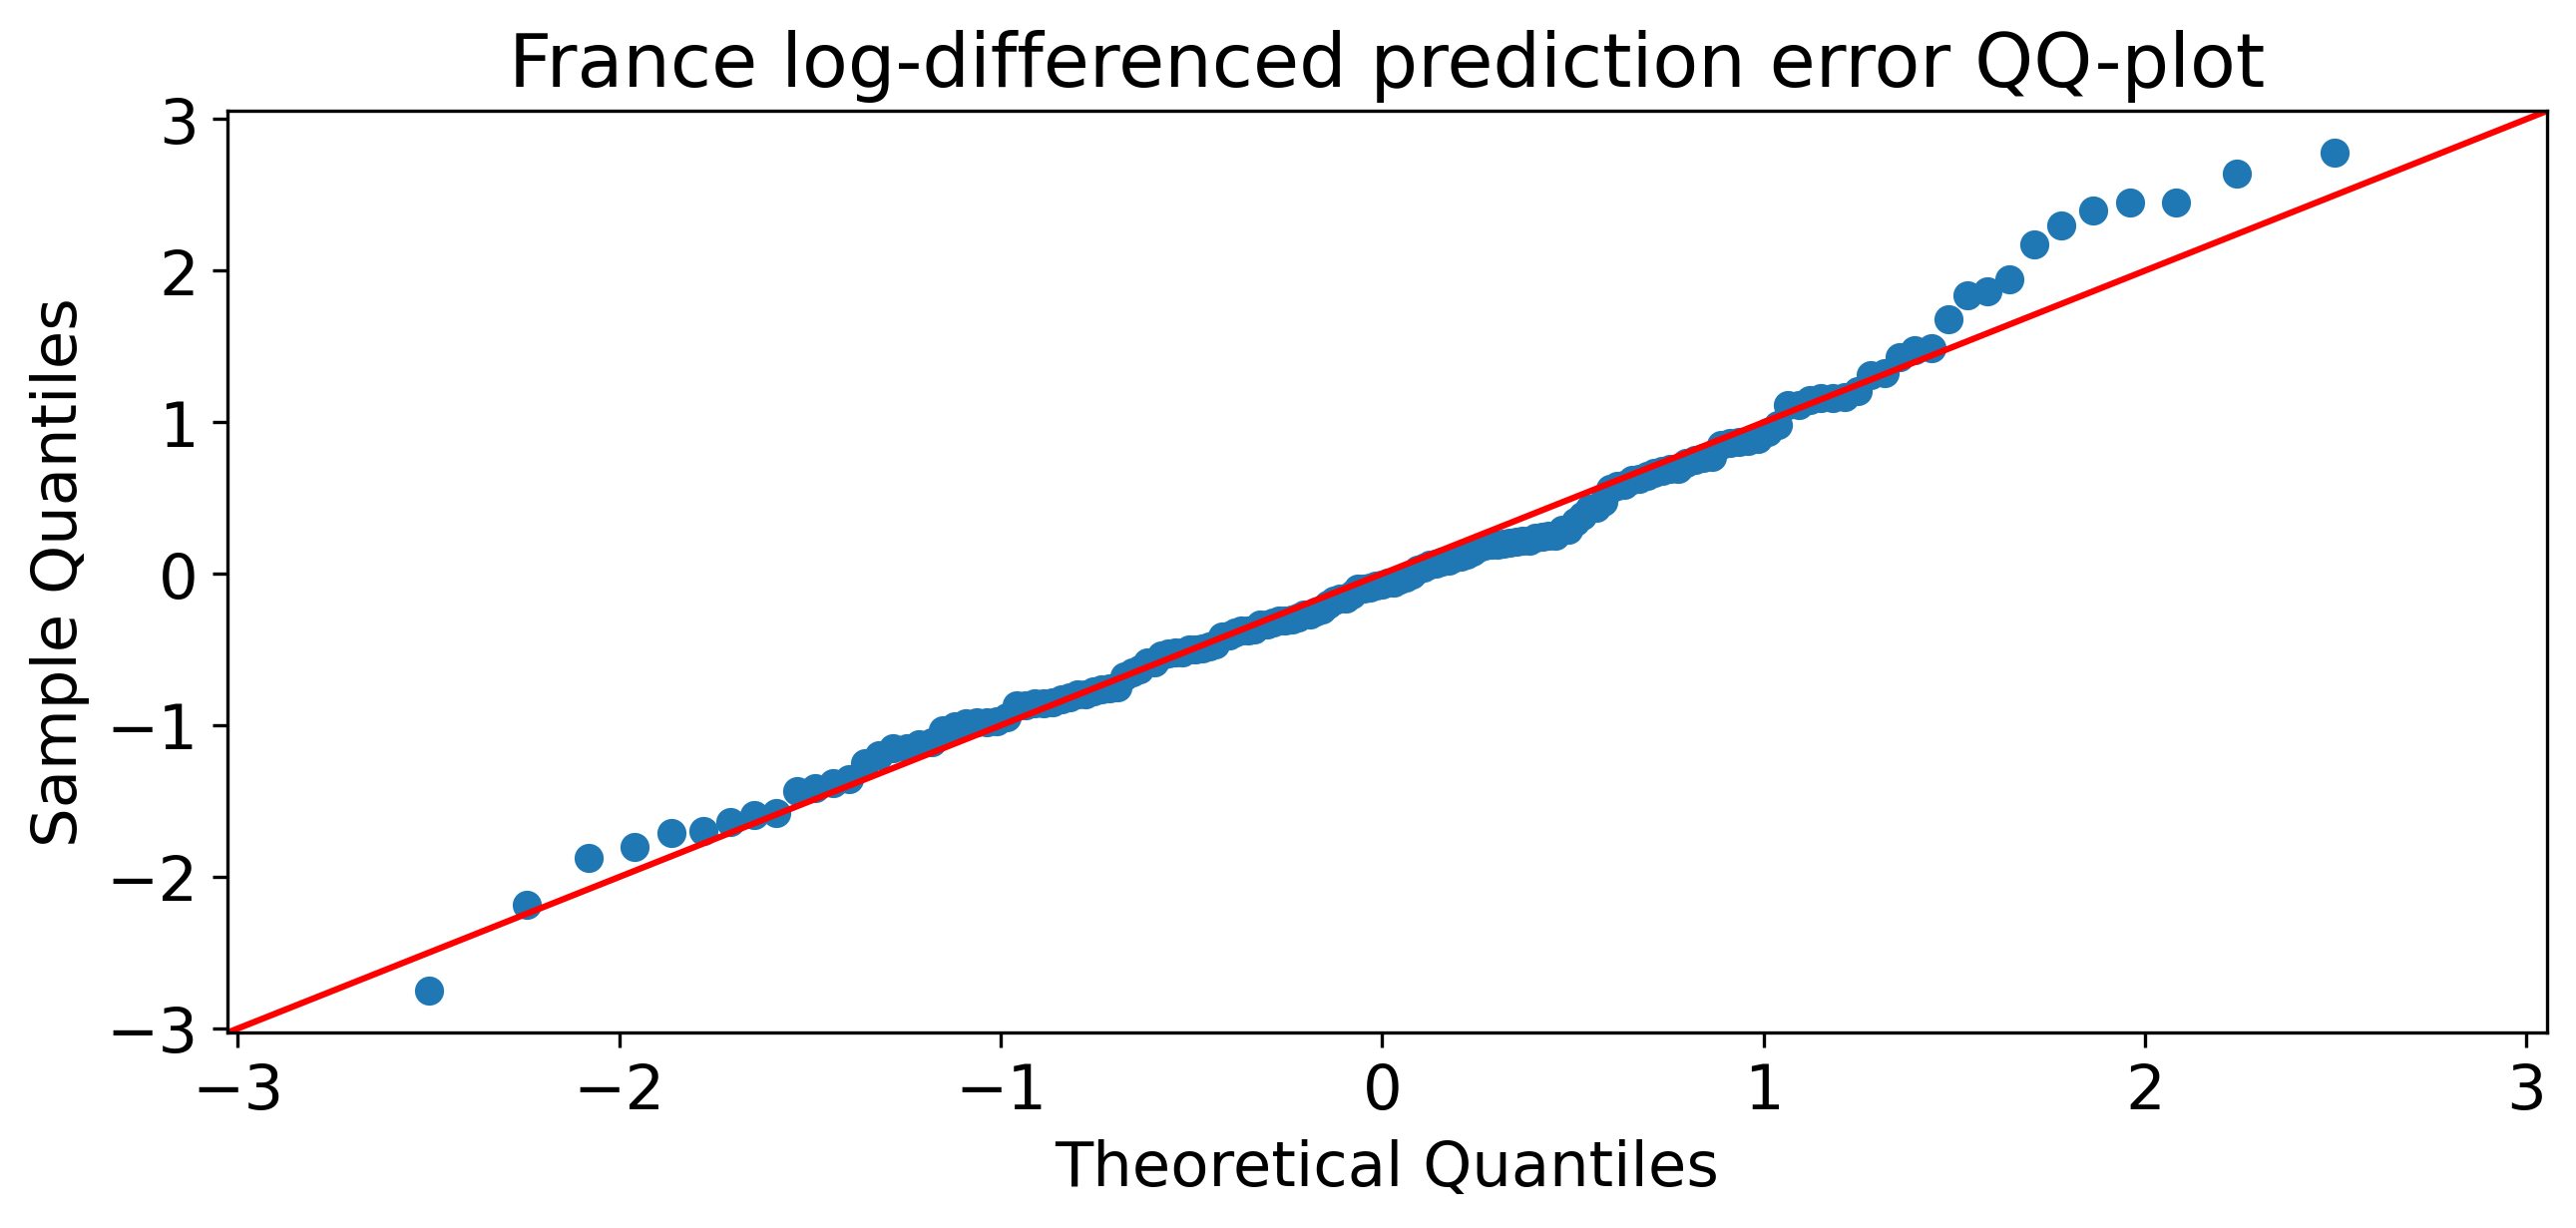 France log-differenced prediction error QQ-plot
3
2
1
0
−1
−2
−3
Sample Quantiles
−3 −2 −1 0 1 2 3
Theoretical Quantiles